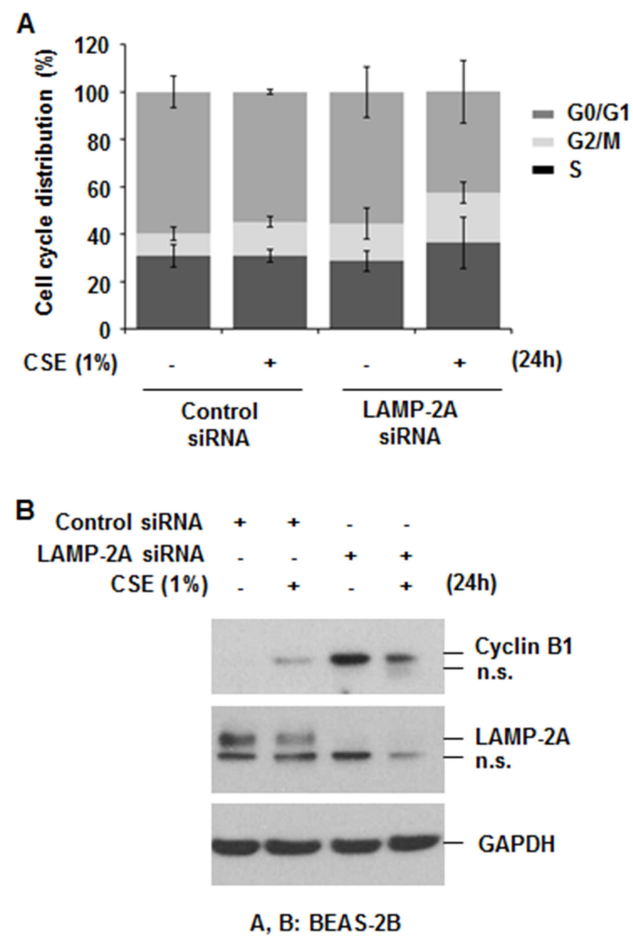 A
Cell cycle distribution (%)
120
100
80
60
40
20
0
G0/G1
G2/M
S
CSE (1%) - + - + (24h)
Control siRNA
LAMP-2A siRNA
B
Control siRNA + + - -
LAMP-2A siRNA - - + +
CSE (1%) - + - + (24h)
Cyclin B1
n.s.
LAMP-2A
n.s.
GAPDH
A, B: BEAS-2B